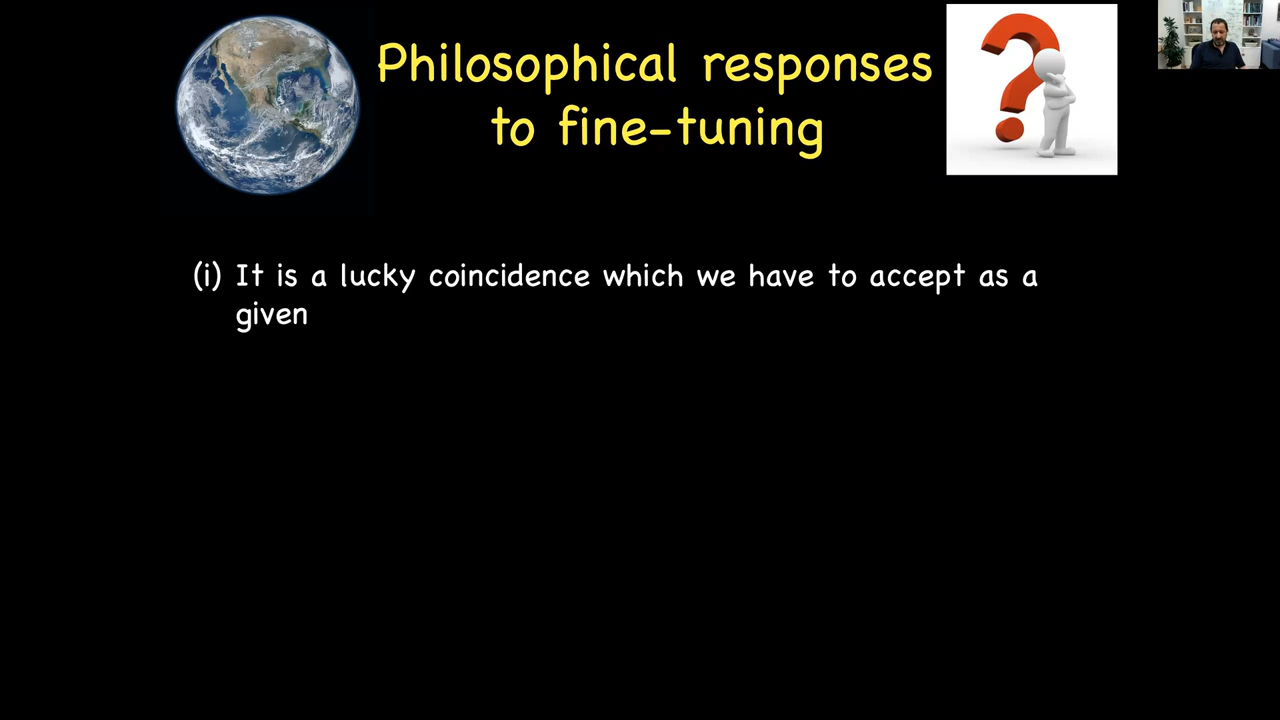 Philosophical responses
to fine-tuning
(i) It is a lucky coincidence which we have to accept as a
given